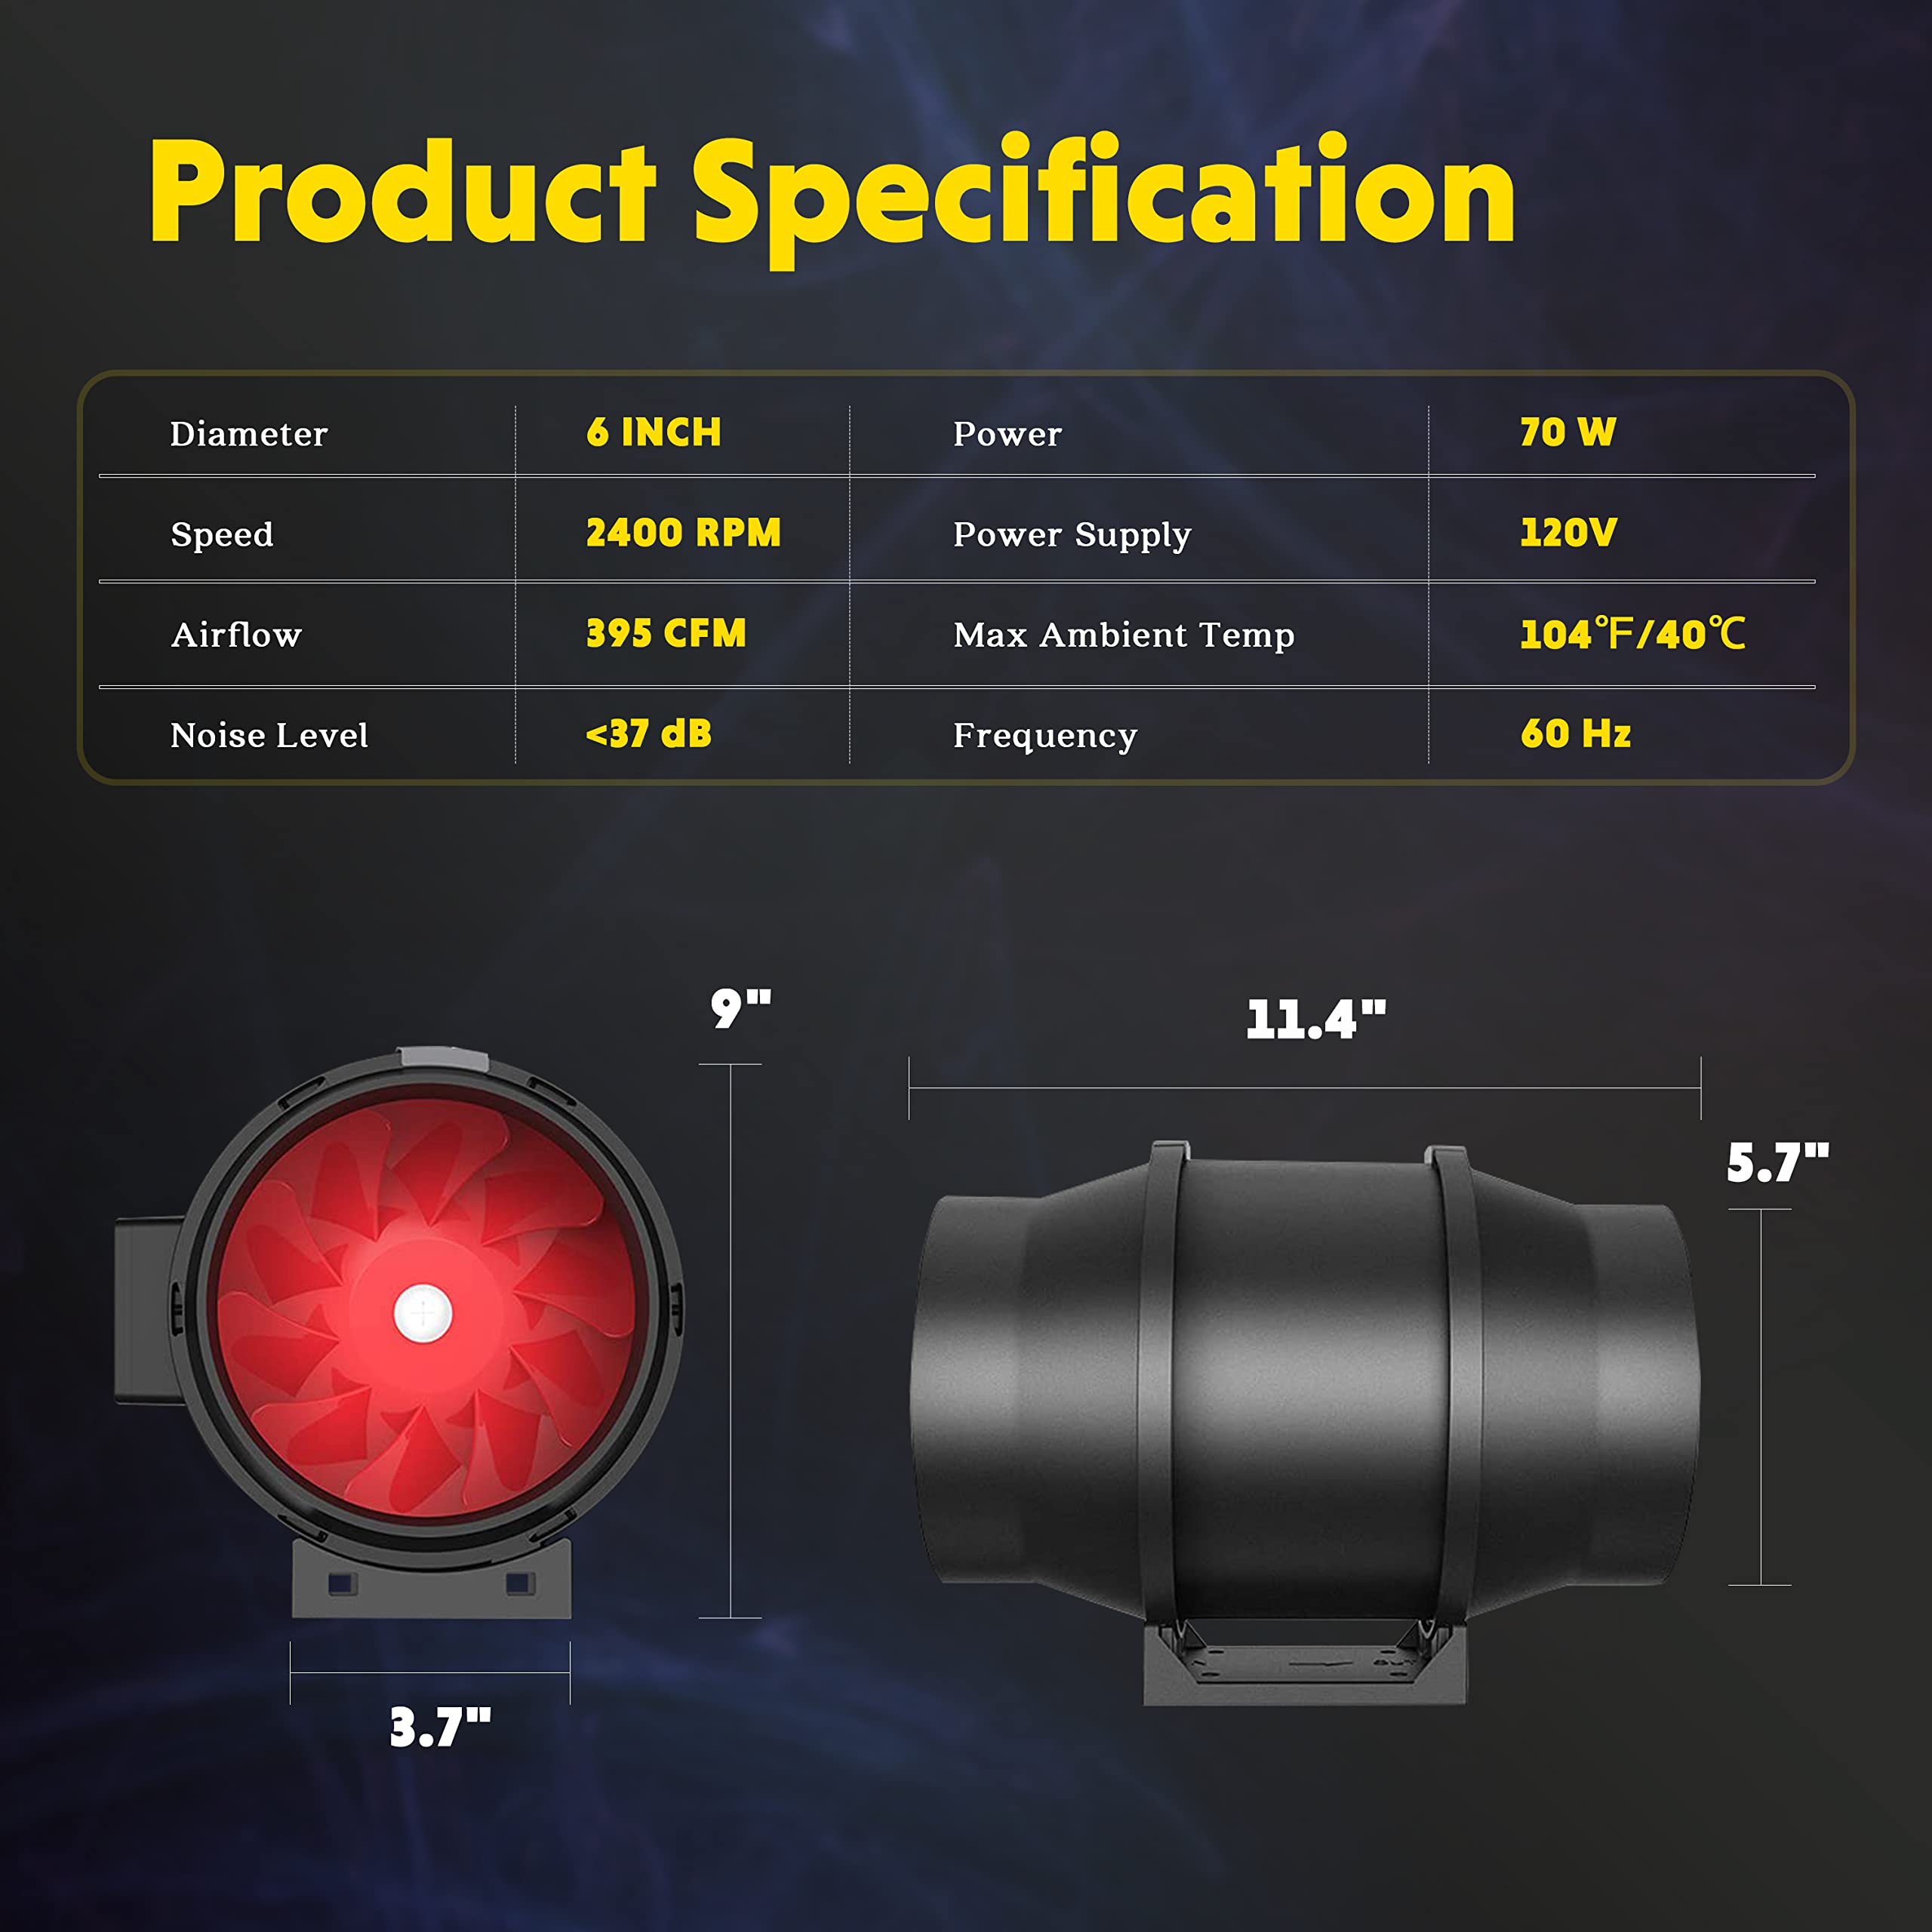 Product Specification
Diameter 6 INCH Power 70 W
Speed 2400 RPM Power Supply 120V
Airflow 395 CFM Max Ambient Temp 104℉/40℃
Noise Level <37 dB Frequency 60 Hz
9"
11.4"
5.7"
3.7"